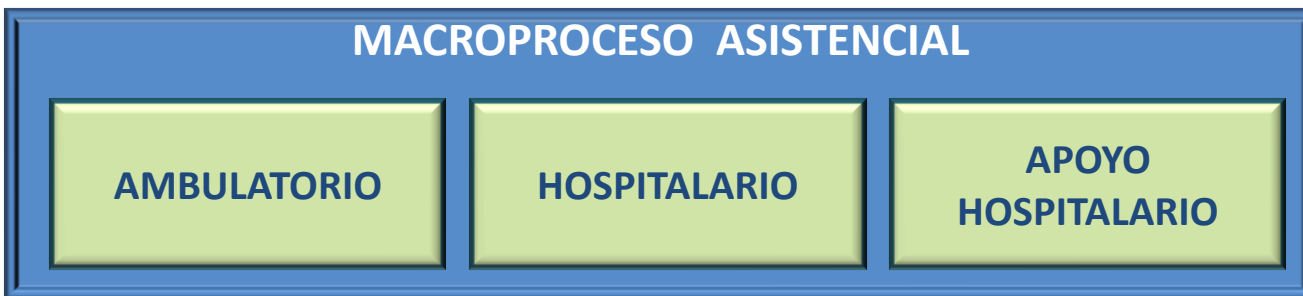 MACROPROCESO ASISTENCIAL
AMBULATORIO
HOSPITALARIO
APOYO
HOSPITALARIO